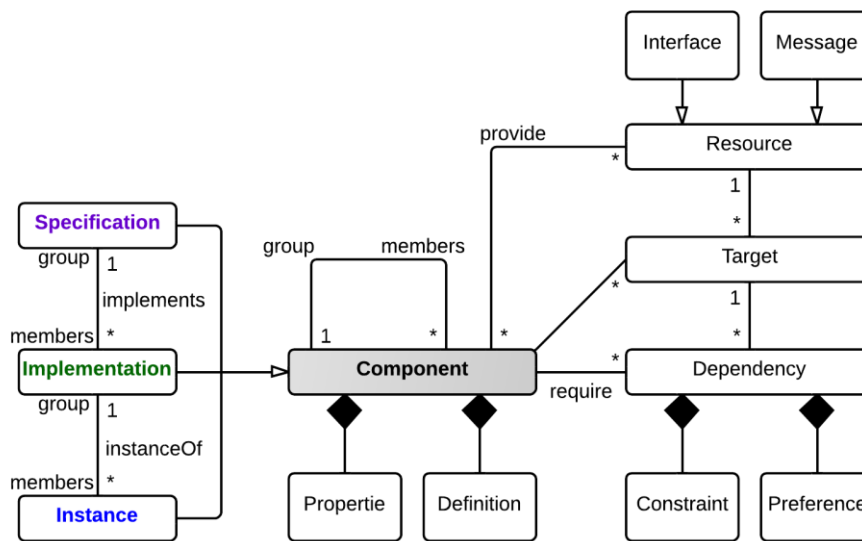 Interface
Message
provide
*
Resource
1
*
Specification
group
1
implements
members
*
Implementation
group
1
instanceOf
members
*
Instance
group
members
1
*
*
Component
Target
*
1
*
*
require
Dependency
Propertie
Definition
Constraint
Preference